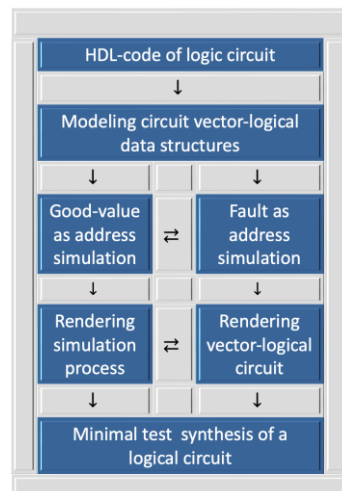 HDL-code of logic circuit
↓
Modeling circuit vector-logical
data structures
↓ ↓
Good-value
as address
simulation
⇄
Fault as
address
simulation
↓ ↓
Rendering
simulation
process
⇄
Rendering
vector-logical
circuit
↓ ↓
Minimal test synthesis of a
logical circuit